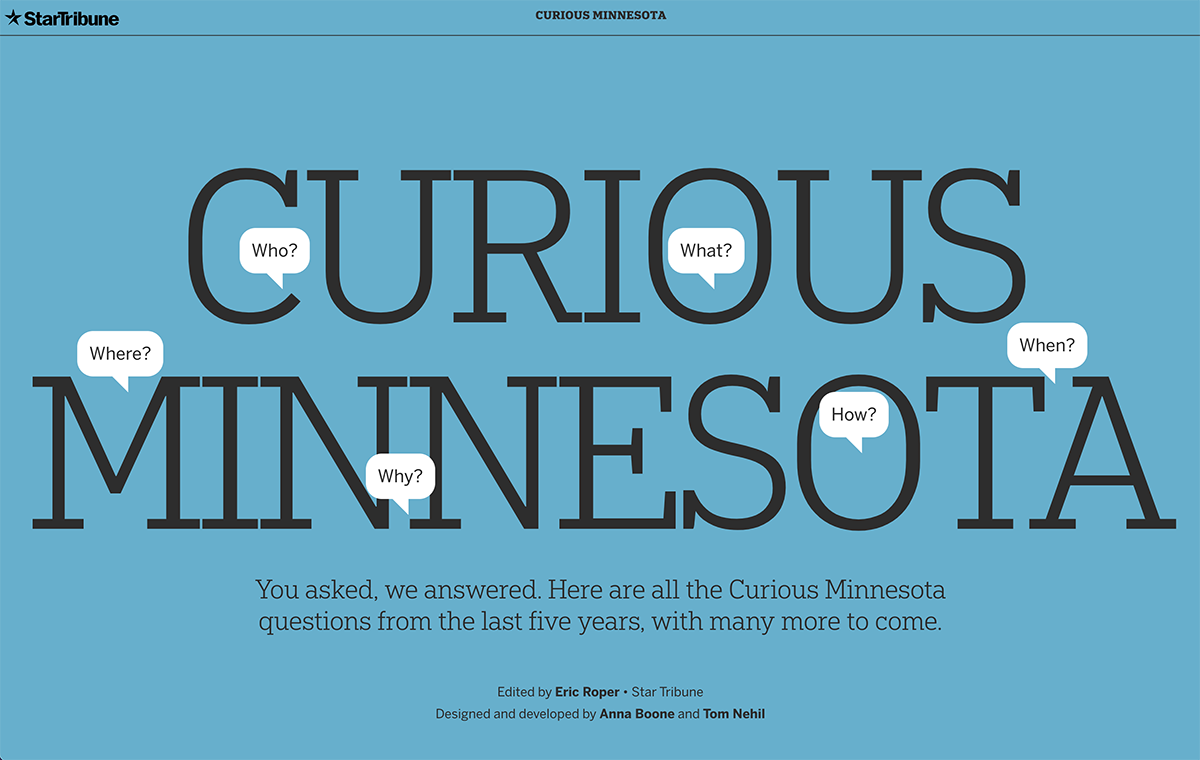 StarTribune
CURIOUS MINNESOTA
CURIOUS
Who?
What?
Where?
When?
MINNESOTA
How?
Why?
You asked, we answered. Here are all the Curious Minnesota
questions from the last five years, with many more to come.
Edited by Eric Roper • Star Tribune
Designed and developed by Anna Boone and Tom Nehil